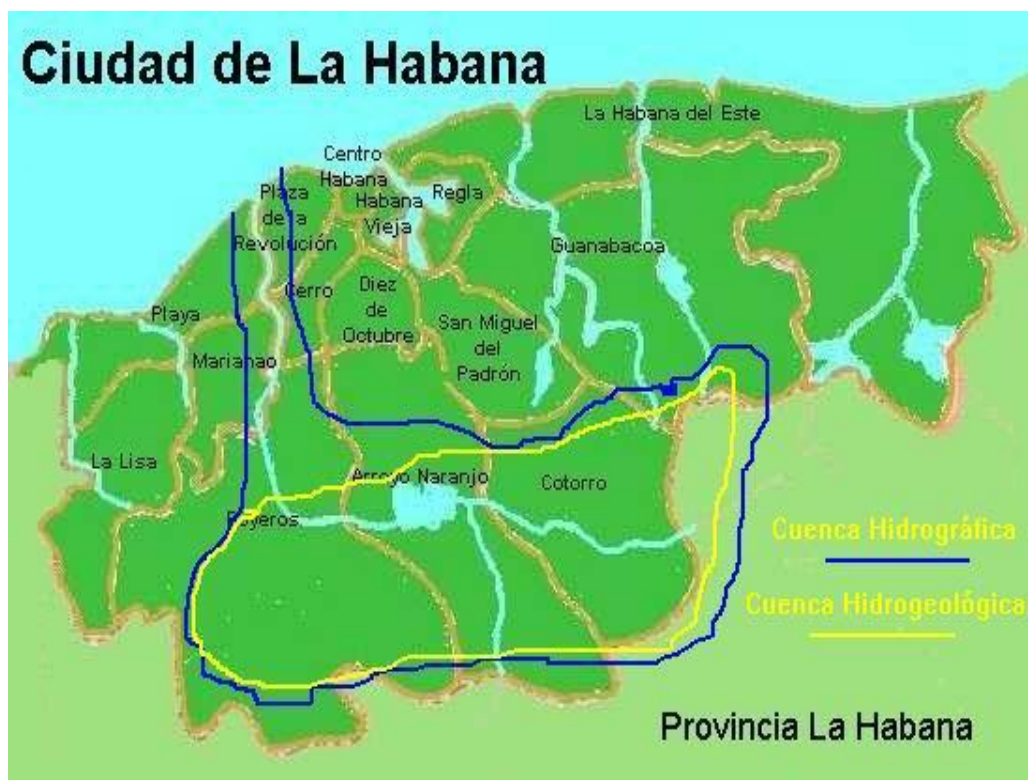 Ciudad de La Habana
La Habana del Este
Centro
Habana
Plaza
de la
Revolución
Habana
Vieja
Regla
Guanabacoa
Cerro
Diez
de
Octubre
San Miguel
del
Padrón
Playa
Marianao
La Lisa
Arroyo Naranjo
Cotorro
Boyeros
Cuenca Hidrográfica
Cuenca Hidrogeológica
Provincia La Habana